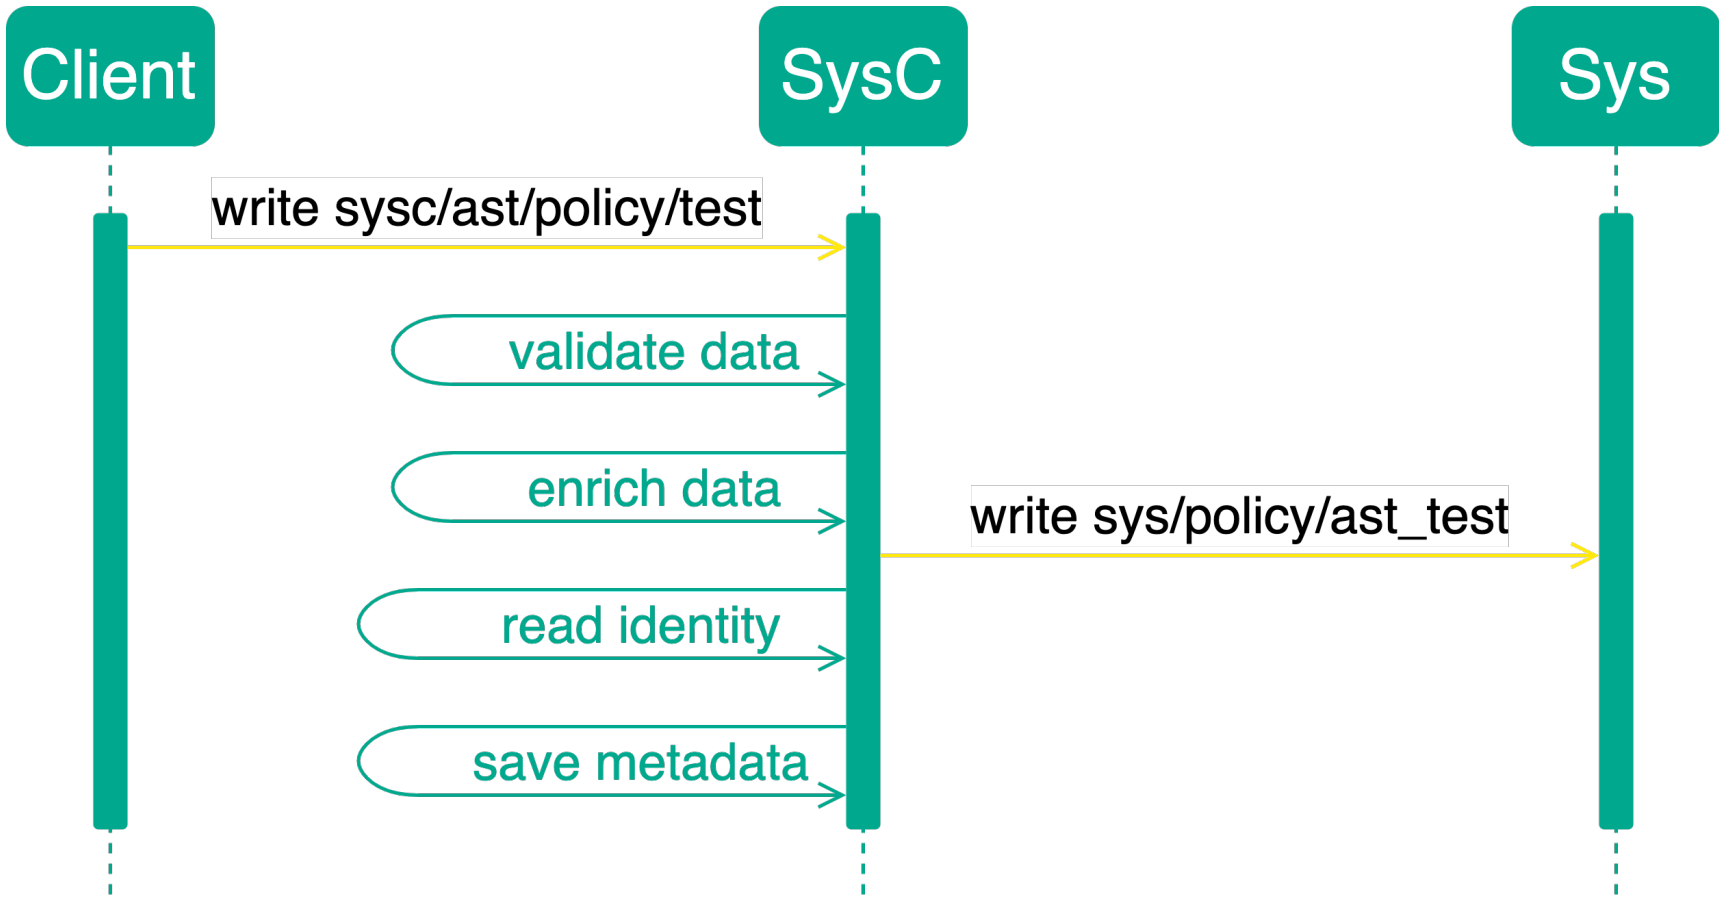 Client
SysC
Sys
write sysc/ast/policy/test
validate data
enrich data
write sys/policy/ast_test
read identity
save metadata